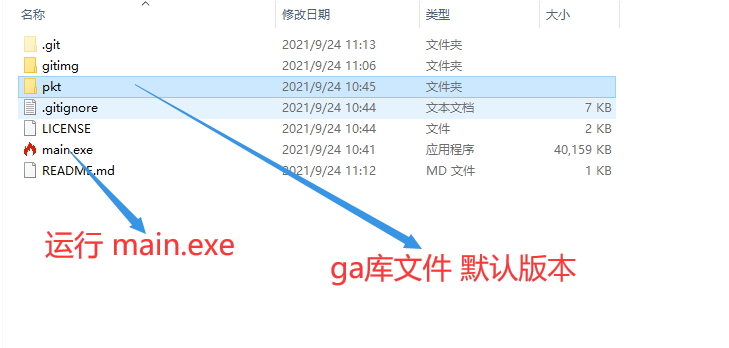 名称 修改日期 类型 大小
.git 2021/9/24 11:13 文件夹
gitimg 2021/9/24 11:06 文件夹
pkt 2021/9/24 10:45 文件夹
.gitignore 2021/9/24 10:44 文本文档 7 KB
LICENSE 2021/9/24 10:44 文件 2 KB
main.exe 2021/9/24 10:41 应用程序 40,159 KB
README.md 2021/9/24 11:12 MD 文件 1 KB
运行 main.exe
ga库文件 默认版本